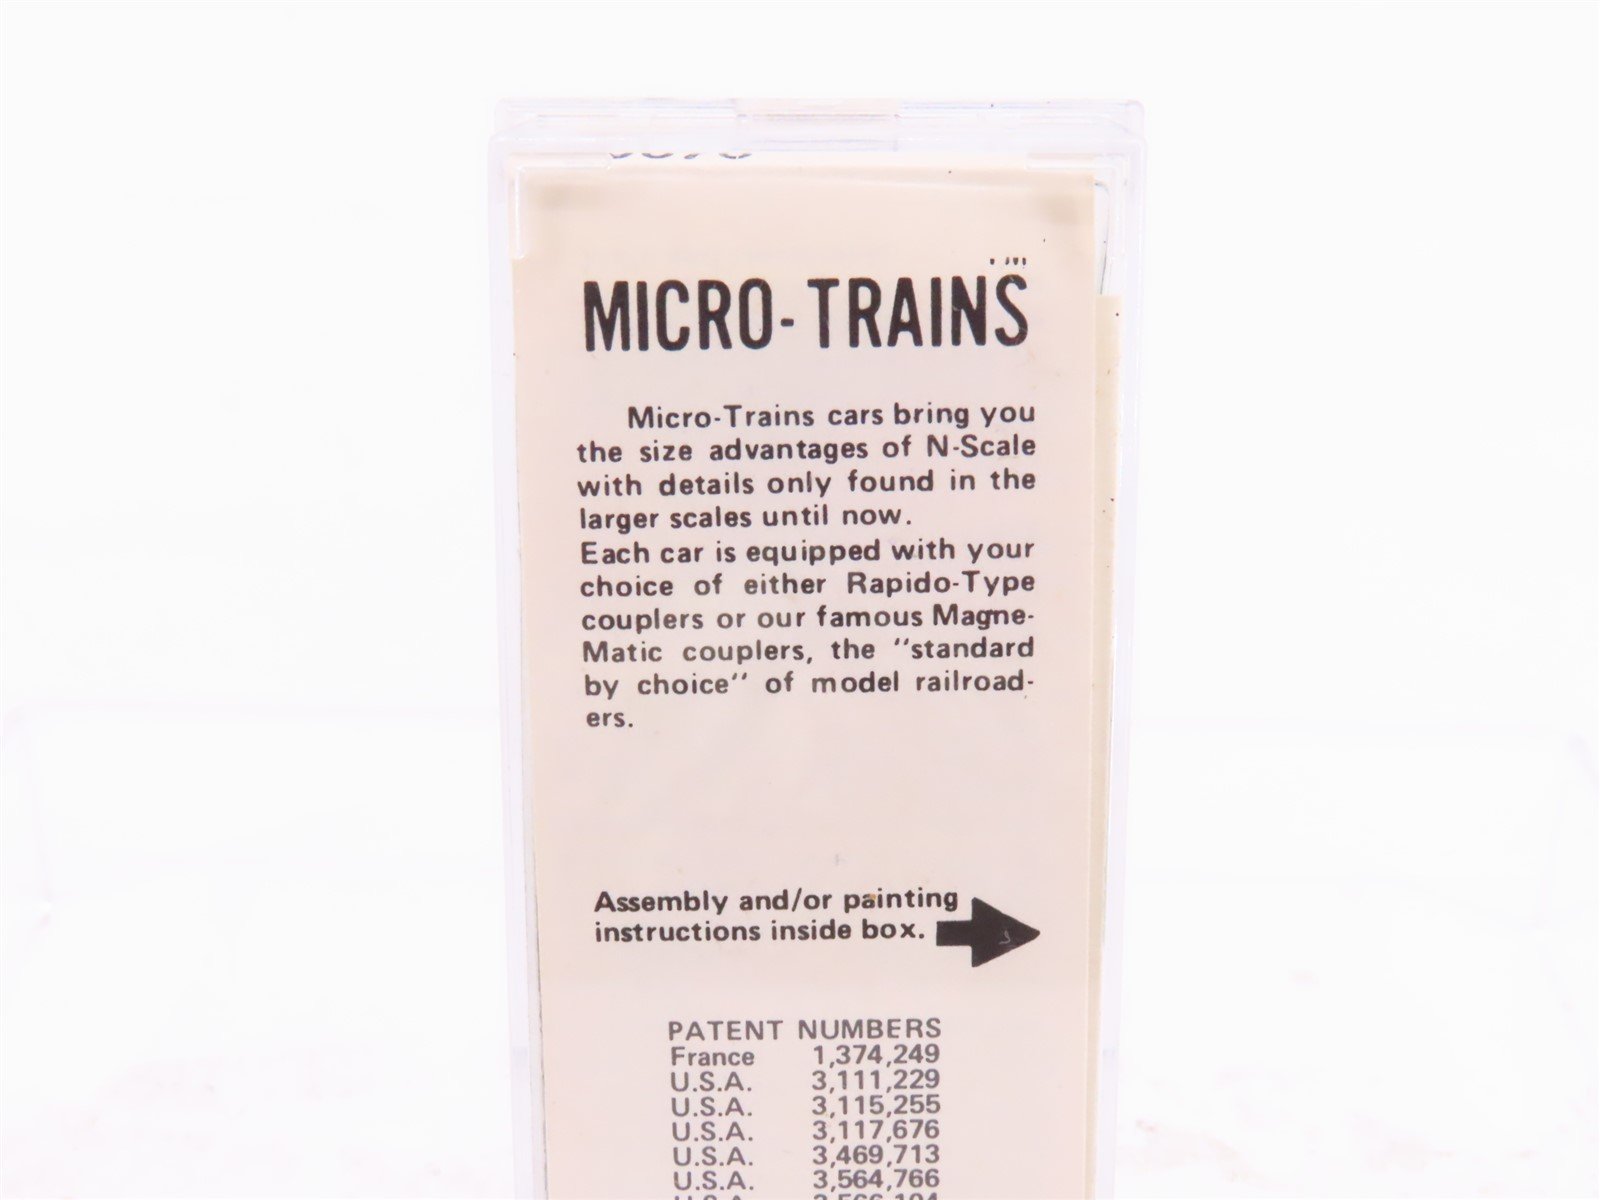 MICRO-TRAINS
Micro-Trains cars bring you
the size advantages of N-Scale
with details only found in the
larger scales until now.
Each car is equipped with your
choice of either Rapido-Type
couplers or our famous Magne-
Matic couplers, the "standard
by choice" of model railroad-
ers.
Assembly and/or painting
instructions inside box.
PATENT NUMBERS
France 1,374,249
U.S.A. 3,111,229
U.S.A. 3,115,255
U.S.A. 3,117,676
U.S.A. 3,469,713
U.S.A. 3,564,766